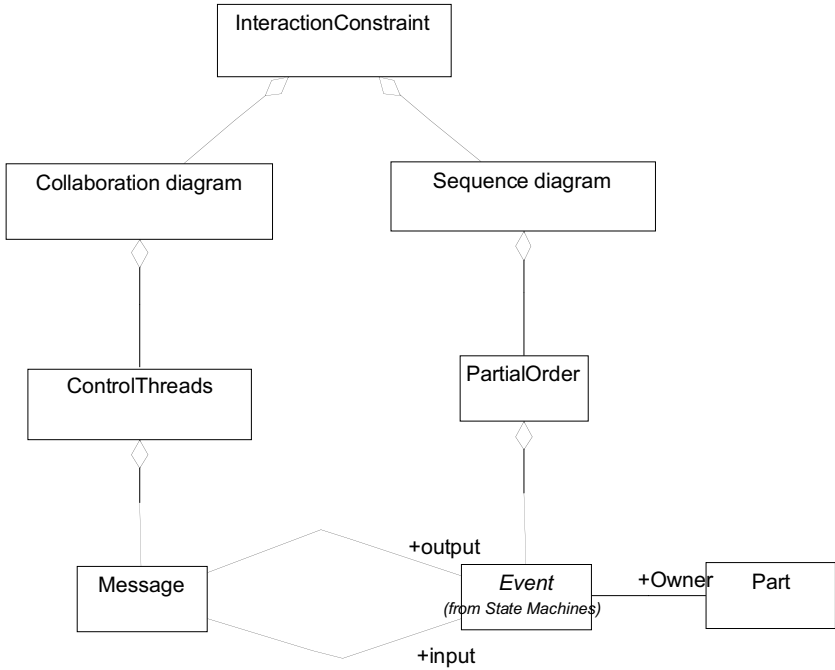 InteractionConstraint
Collaboration diagram
Sequence diagram
ControlThreads
PartialOrder
+output
Message
Event
(from State Machines)
+Owner
Part
+input